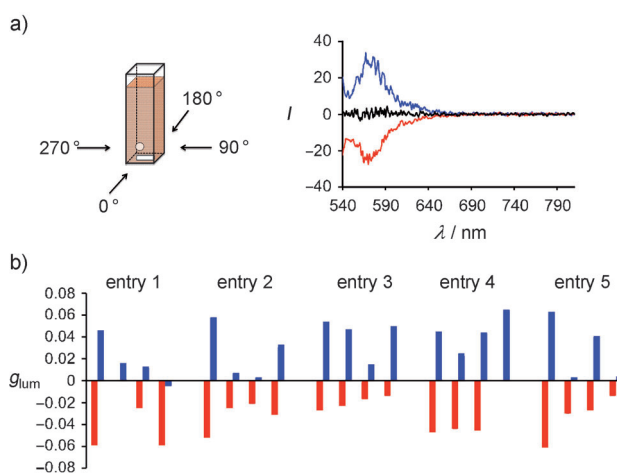 a)
180°
270°
90°
0°
40
20
0
−20
−40
I
540 590 640 690 740 790
λ / nm
b)
entry 1 entry 2 entry 3 entry 4 entry 5
0.08
0.06
0.04
0.02
0
−0.02
−0.04
−0.06
−0.08
glum